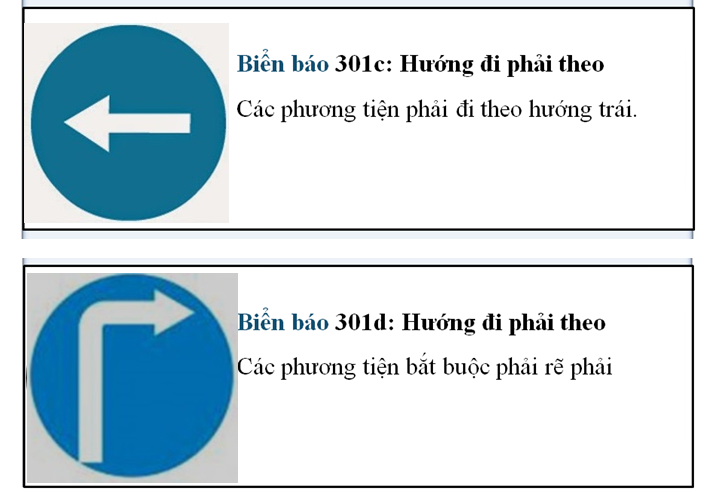 Biển báo 301c: Hướng đi phải theo
Các phương tiện phải đi theo hướng trái.
Biển báo 301d: Hướng đi phải theo
Các phương tiện bắt buộc phải rẽ phải